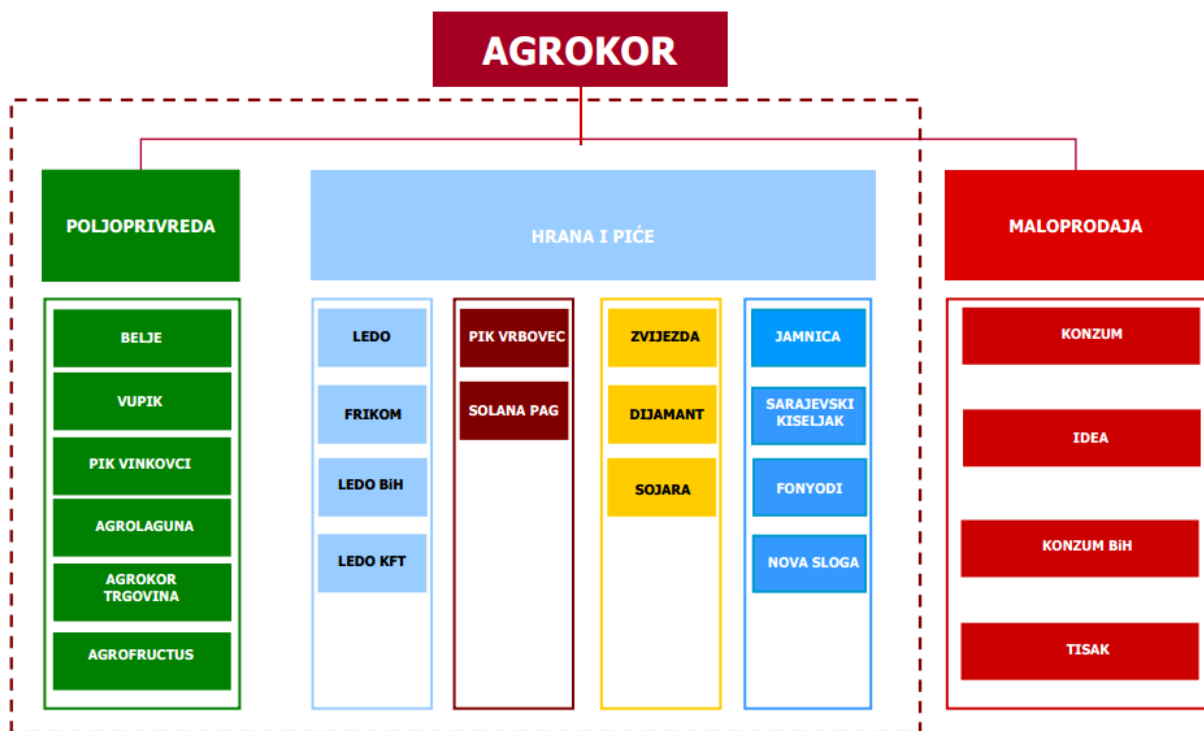 AGROKOR
POLJOPRIVREDA
HRANA I PIĆE
MALOPRODAJA
BELJE
VUPIK
PIK VINKOVCI
AGROLAGUNA
AGROKOR
TRGOVINA
AGROFRUCTUS
LEDO
FRIKOM
LEDO BiH
LEDO KFT
PIK VRBOVEC
SOLANA PAG
ZVIJEZDA
DIJAMANT
SOJARA
JAMNICA
SARAJEVSKI
KISELJAK
FONYODI
NOVA SLOGA
KONZUM
IDEA
KONZUM BiH
TISAK